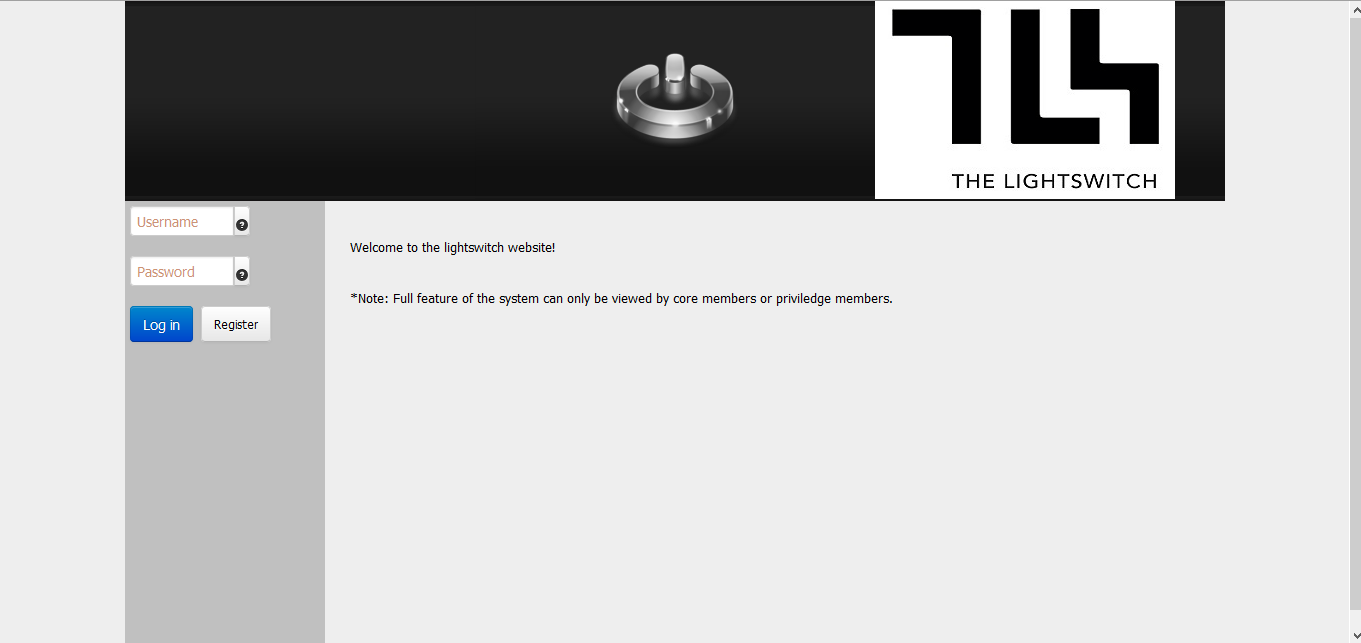 TLS
THE LIGHTSWITCH
Username
?
Password
?
Log in
Register
Welcome to the lightswitch website!
*Note: Full feature of the system can only be viewed by core members or priviledge members.